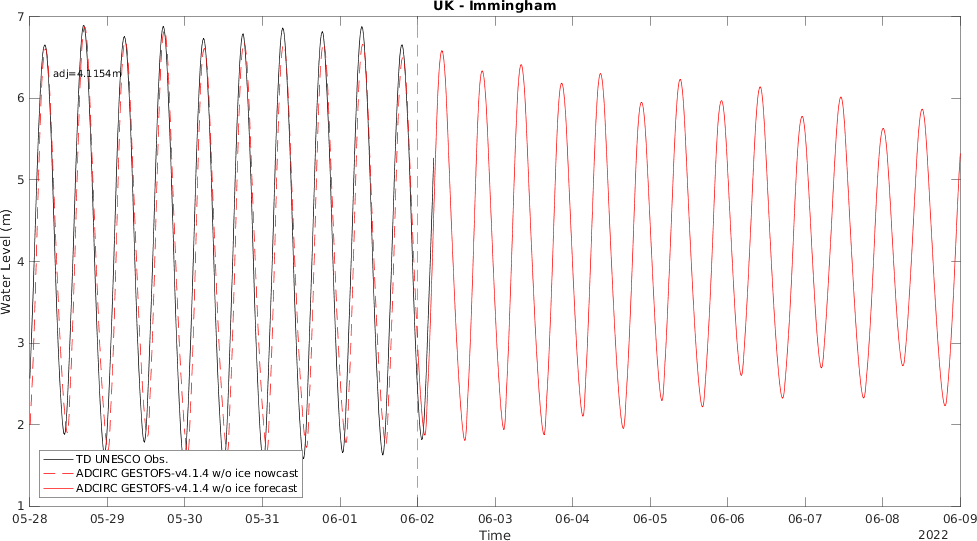 UK - Immingham
7
adj=4.1154m
6
5
4
3
2
1
Water Level (m)
TD UNESCO Obs.
ADCIRC GESTOFS-v4.1.4 w/o ice nowcast
ADCIRC GESTOFS-v4.1.4 w/o ice forecast
05-28 05-29 05-30 05-31 06-01 06-02 06-03 06-04 06-05 06-06 06-07 06-08 06-09
Time
2022